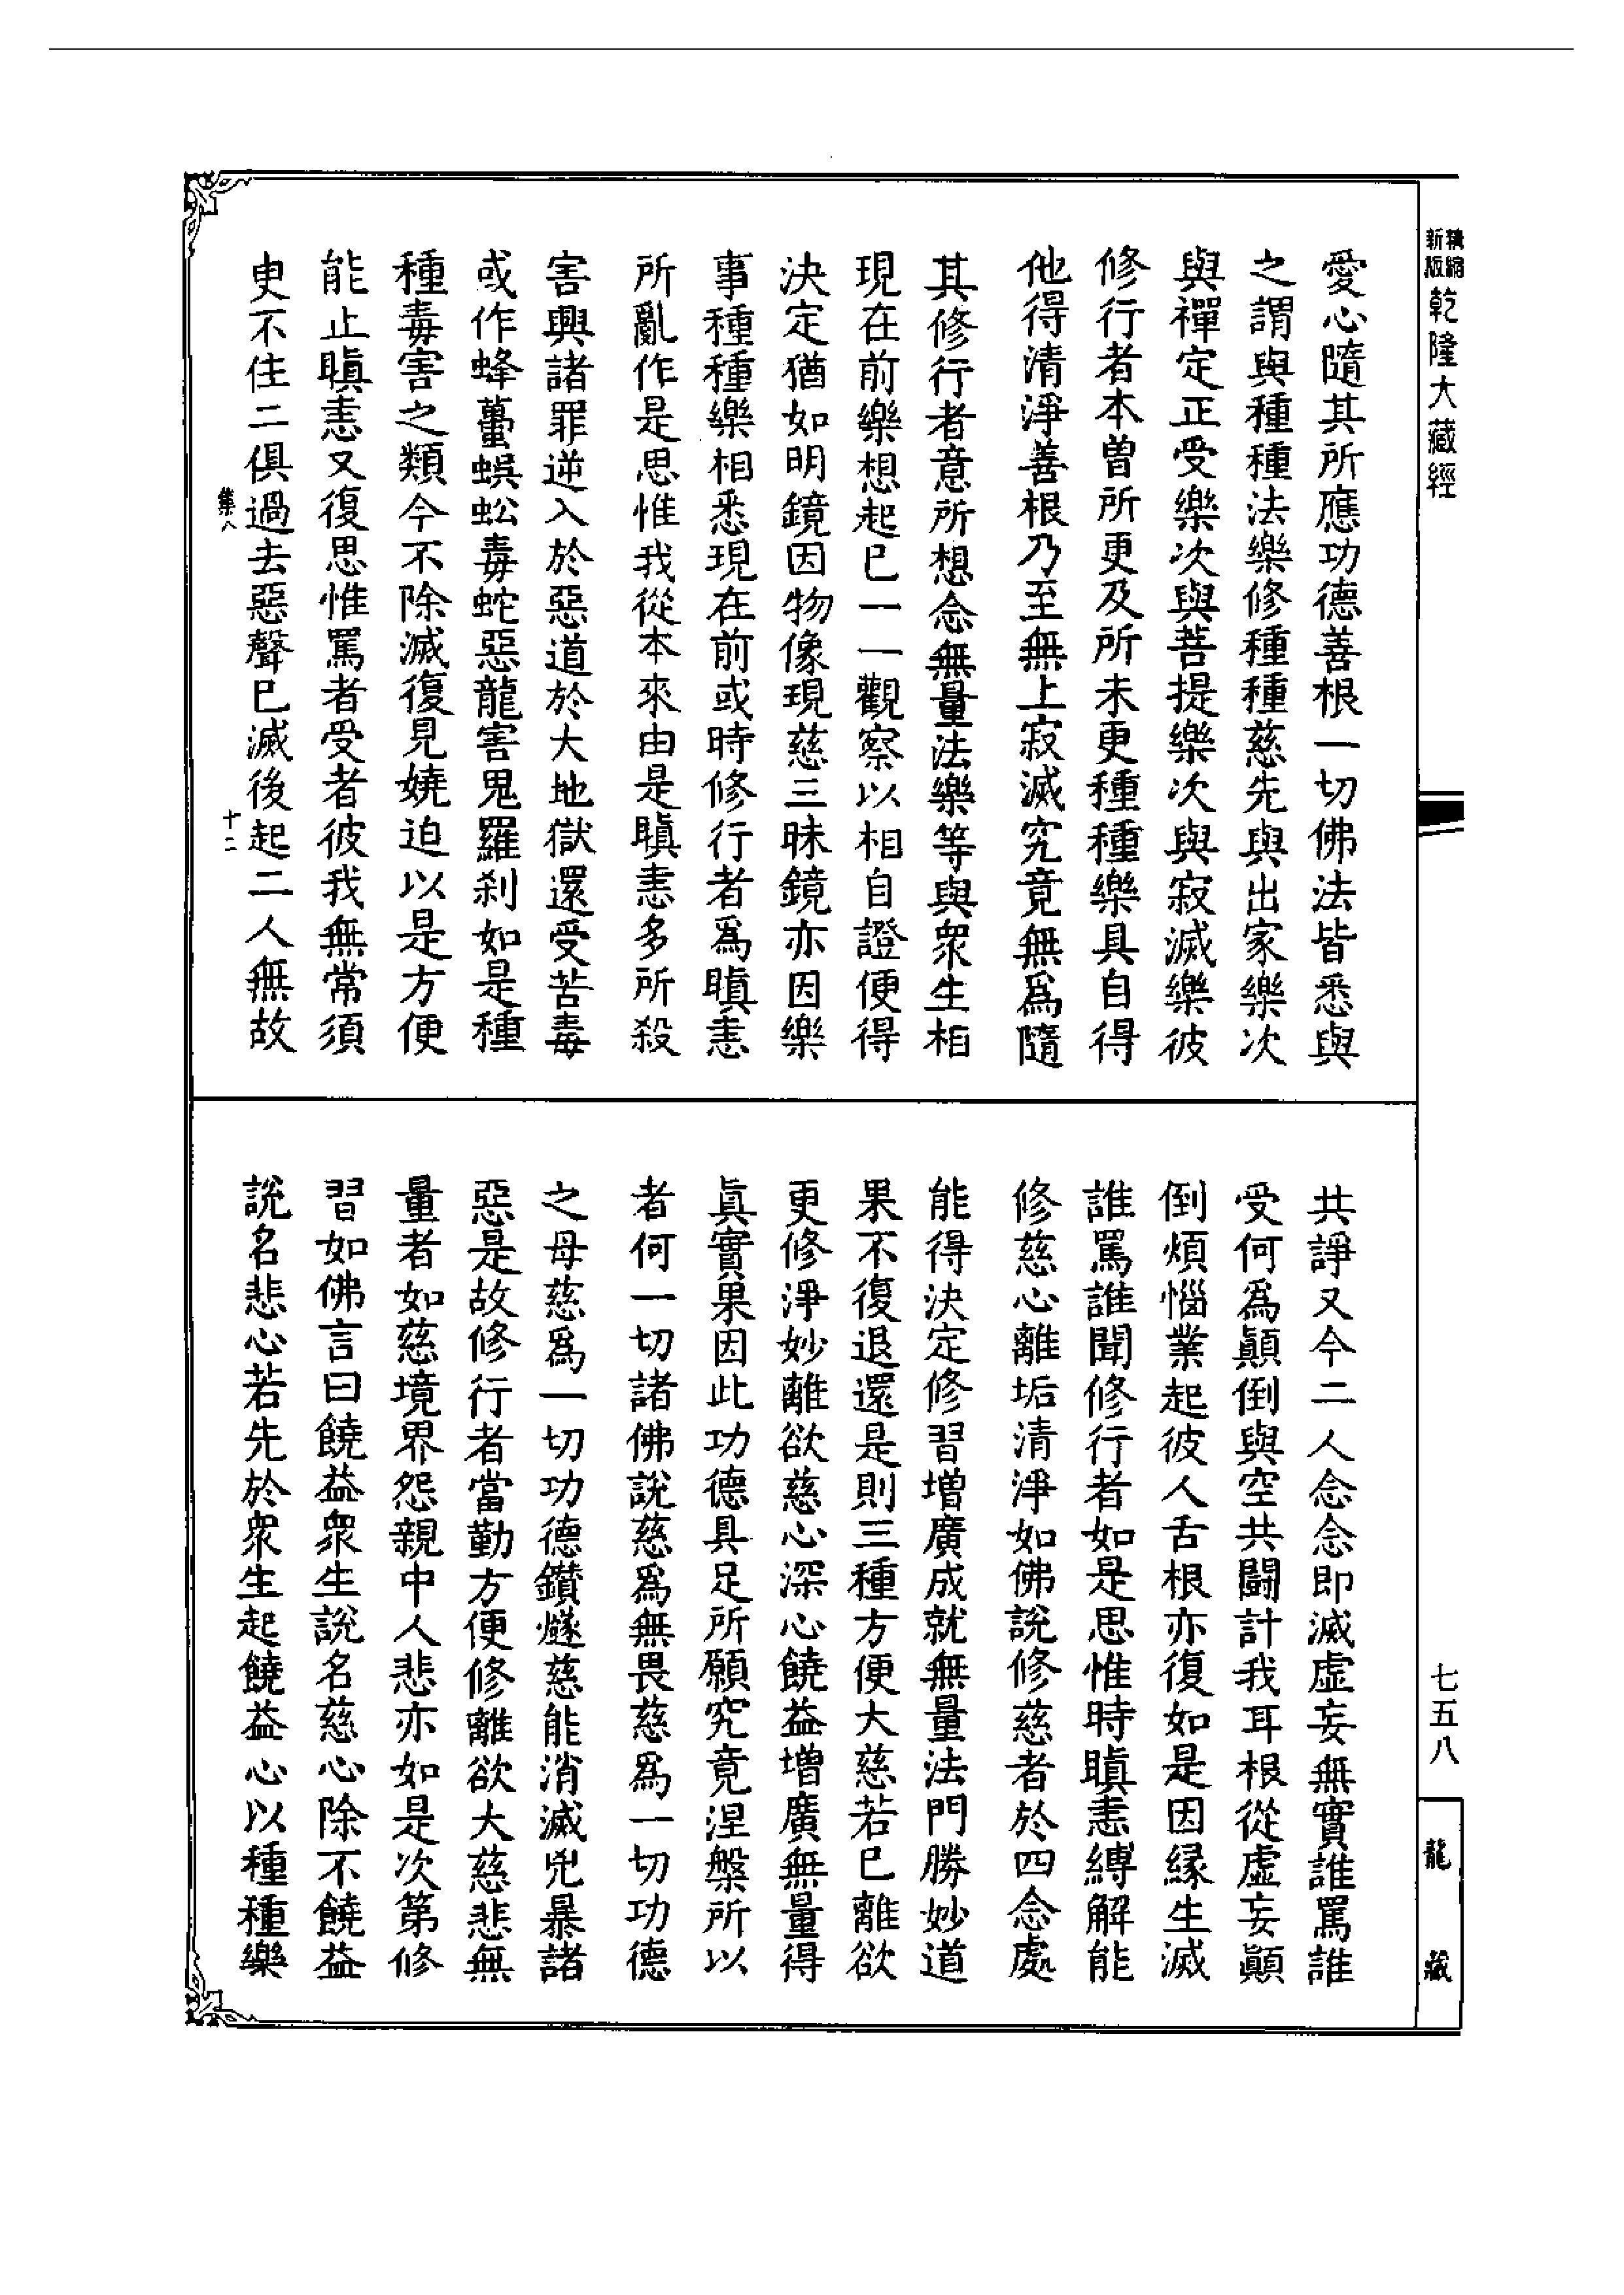 精縮新版乾隆大藏經
愛心隨其所應功德善根一切佛法皆悉與
之謂與種種法樂修種種慈先與出家樂次
與禪定正受樂次與菩提樂次與寂滅樂彼
修行者本曾所更及所未更種種樂具自得
他得清淨善根乃至無上寂滅究竟無爲隨
其修行者意所想念無量法樂等與衆生相
現在前樂想起已一一觀察以相自證便得
決定猶如明鏡因物像現慈三昧鏡亦因樂
事種種樂相悉現在前或時修行者爲瞋恚
所亂作是思惟我從本來由是瞋恚多所殺
害興諸罪逆入於惡道於大地獄還受苦毒
或作蜂蠆蜈蚣毒蛇惡龍害鬼羅刹如是種
種毒害之類今不除滅復見燒迫以是方便
能止瞋恚又復思惟罵者受者彼我無常須
臾不住二俱過去惡聲已滅後起二人無故
集八
十二
共諍又今二人念念即滅虛妄無實誰罵誰
受何爲顚倒與空共鬪計我耳根從虛妄顚
倒煩惱業起彼人舌根亦復如是因緣生滅
誰罵誰聞修行者如是思惟時瞋恚縛解能
修慈心離垢清淨如佛說修慈者於四念處
能得決定修習增廣成就無量法門勝妙道
果不復退還是則三種方便大慈若已離欲
更修淨妙離欲慈心深心饒益增廣無量得
眞實果因此功德具足所願究竟涅槃所以
者何一切諸佛說慈爲無畏慈爲一切功德
之母慈爲一切功德鑽燧慈能消滅兇暴諸
惡是故修行者當勤方便修離欲大慈悲無
量者如慈境界怨親中人悲亦如是次第修
習如佛言曰饒益衆生說名慈心除不饒益
說名悲心若先於衆生起饒益心以種種樂
七五八
龍藏